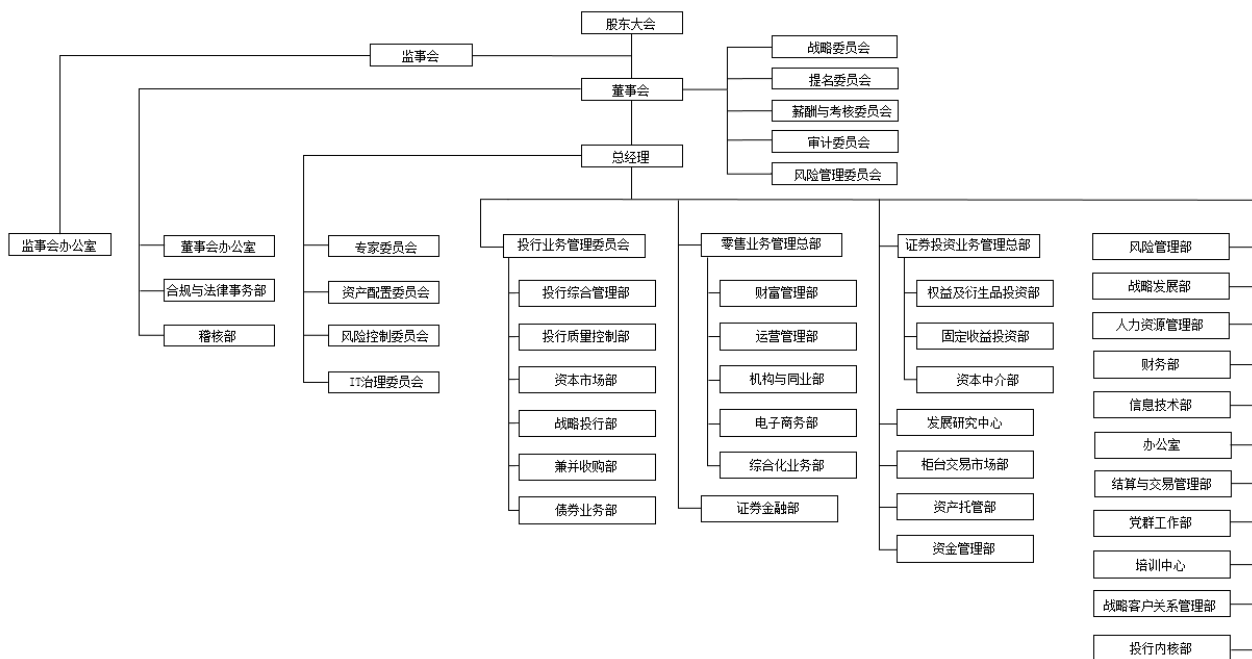 股东大会
监事会
战略委员会
提名委员会
董事会
薪酬与考核委员会
审计委员会
总经理
风险管理委员会
监事会办公室
董事会办公室
合规与法律事务部
稽核部
专家委员会
资产配置委员会
风险控制委员会
IT治理委员会
投行业务管理委员会
投行综合管理部
投行质量控制部
资本市场部
战略投行部
兼并收购部
债券业务部
零售业务管理总部
财富管理部
运营管理部
机构与同业部
电子商务部
综合化业务部
证券金融部
证券投资业务管理总部
权益及衍生品投资部
固定收益投资部
资本中介部
发展研究中心
柜台交易市场部
资产托管部
资金管理部
风险管理部
战略发展部
人力资源管理部
财务部
信息技术部
办公室
结算与交易管理部
党群工作部
培训中心
战略客户关系管理部
投行内核部